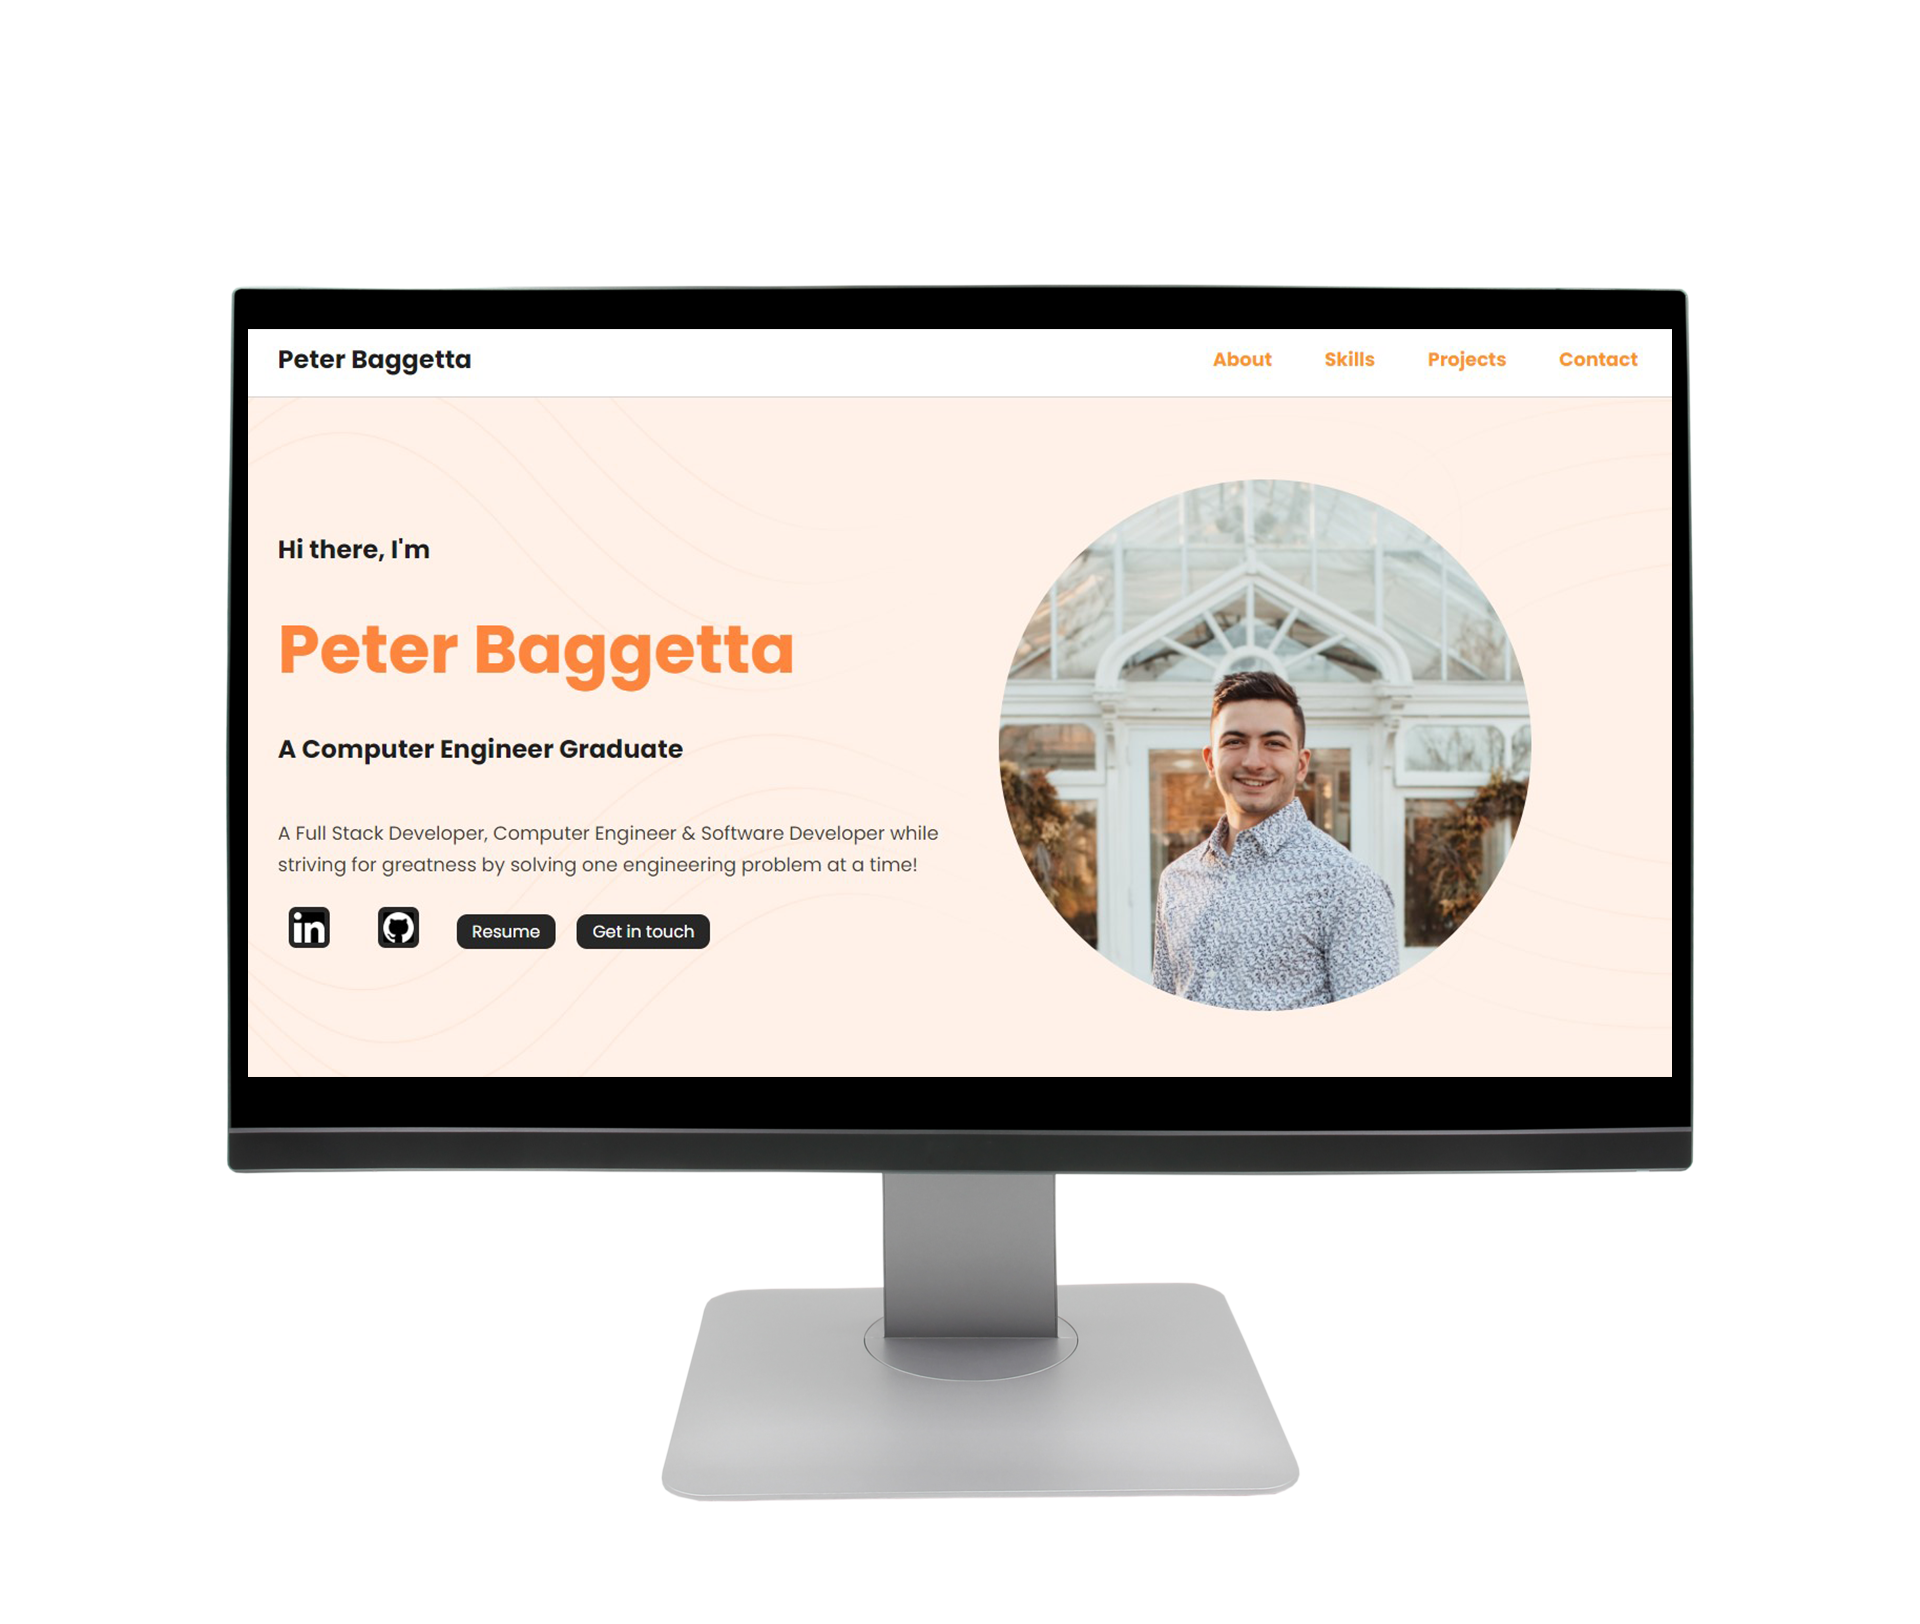 Peter Baggetta
About Skills Projects Contact
Hi there, I'm
Peter Baggetta
A Computer Engineer Graduate
A Full Stack Developer, Computer Engineer & Software Developer while
striving for greatness by solving one engineering problem at a time!
in
Resume
Get in touch